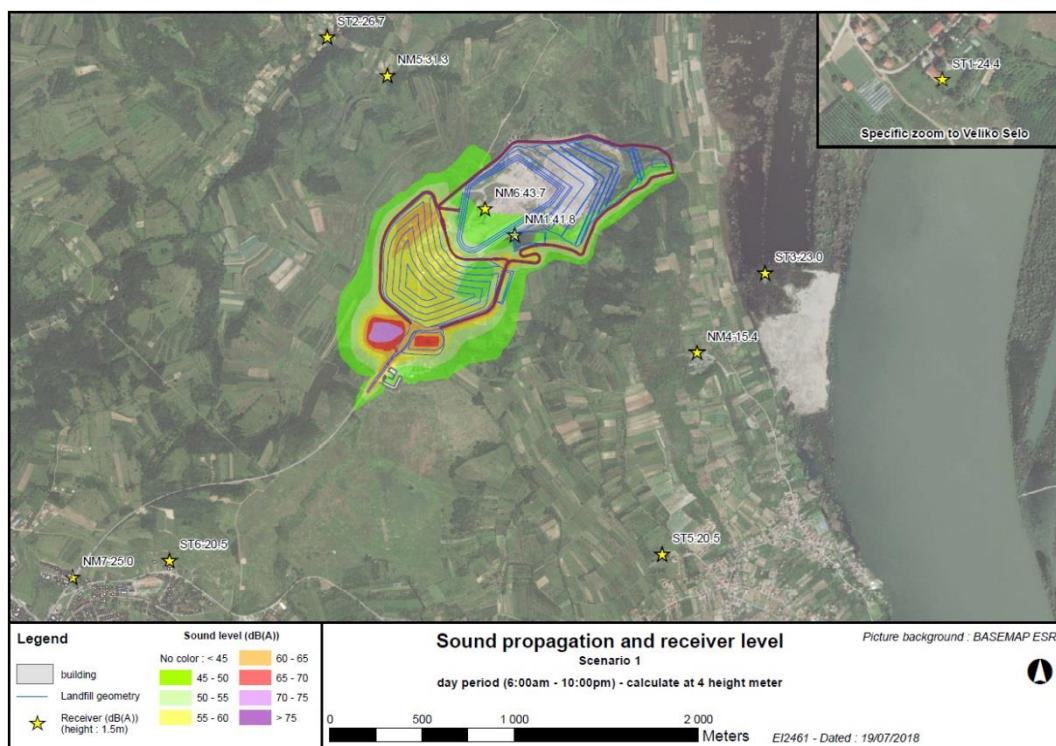 ST2:26.7
NM5:31.3
ST1:24.4
Specific zoom to Veliko Selo
NM6:43.7
NM1:41.8
ST3:23.0
NM4:15.4
ST6:20.5
ST5:20.5
NM7:25.0
Legend
building
Landfill geometry
Receiver (dB(A))
(height : 1.5m)
Sound level (dB(A))
No color : < 45
45 - 50
50 - 55
55 - 60
60 - 65
65 - 70
70 - 75
> 75
Sound propagation and receiver level
Scenario 1
day period (6:00am - 10:00pm) - calculate at 4 height meter
0 500 1 000 2 000
Meters
Picture background : BASEMAP ESR
EI2461 - Dated : 19/07/2018